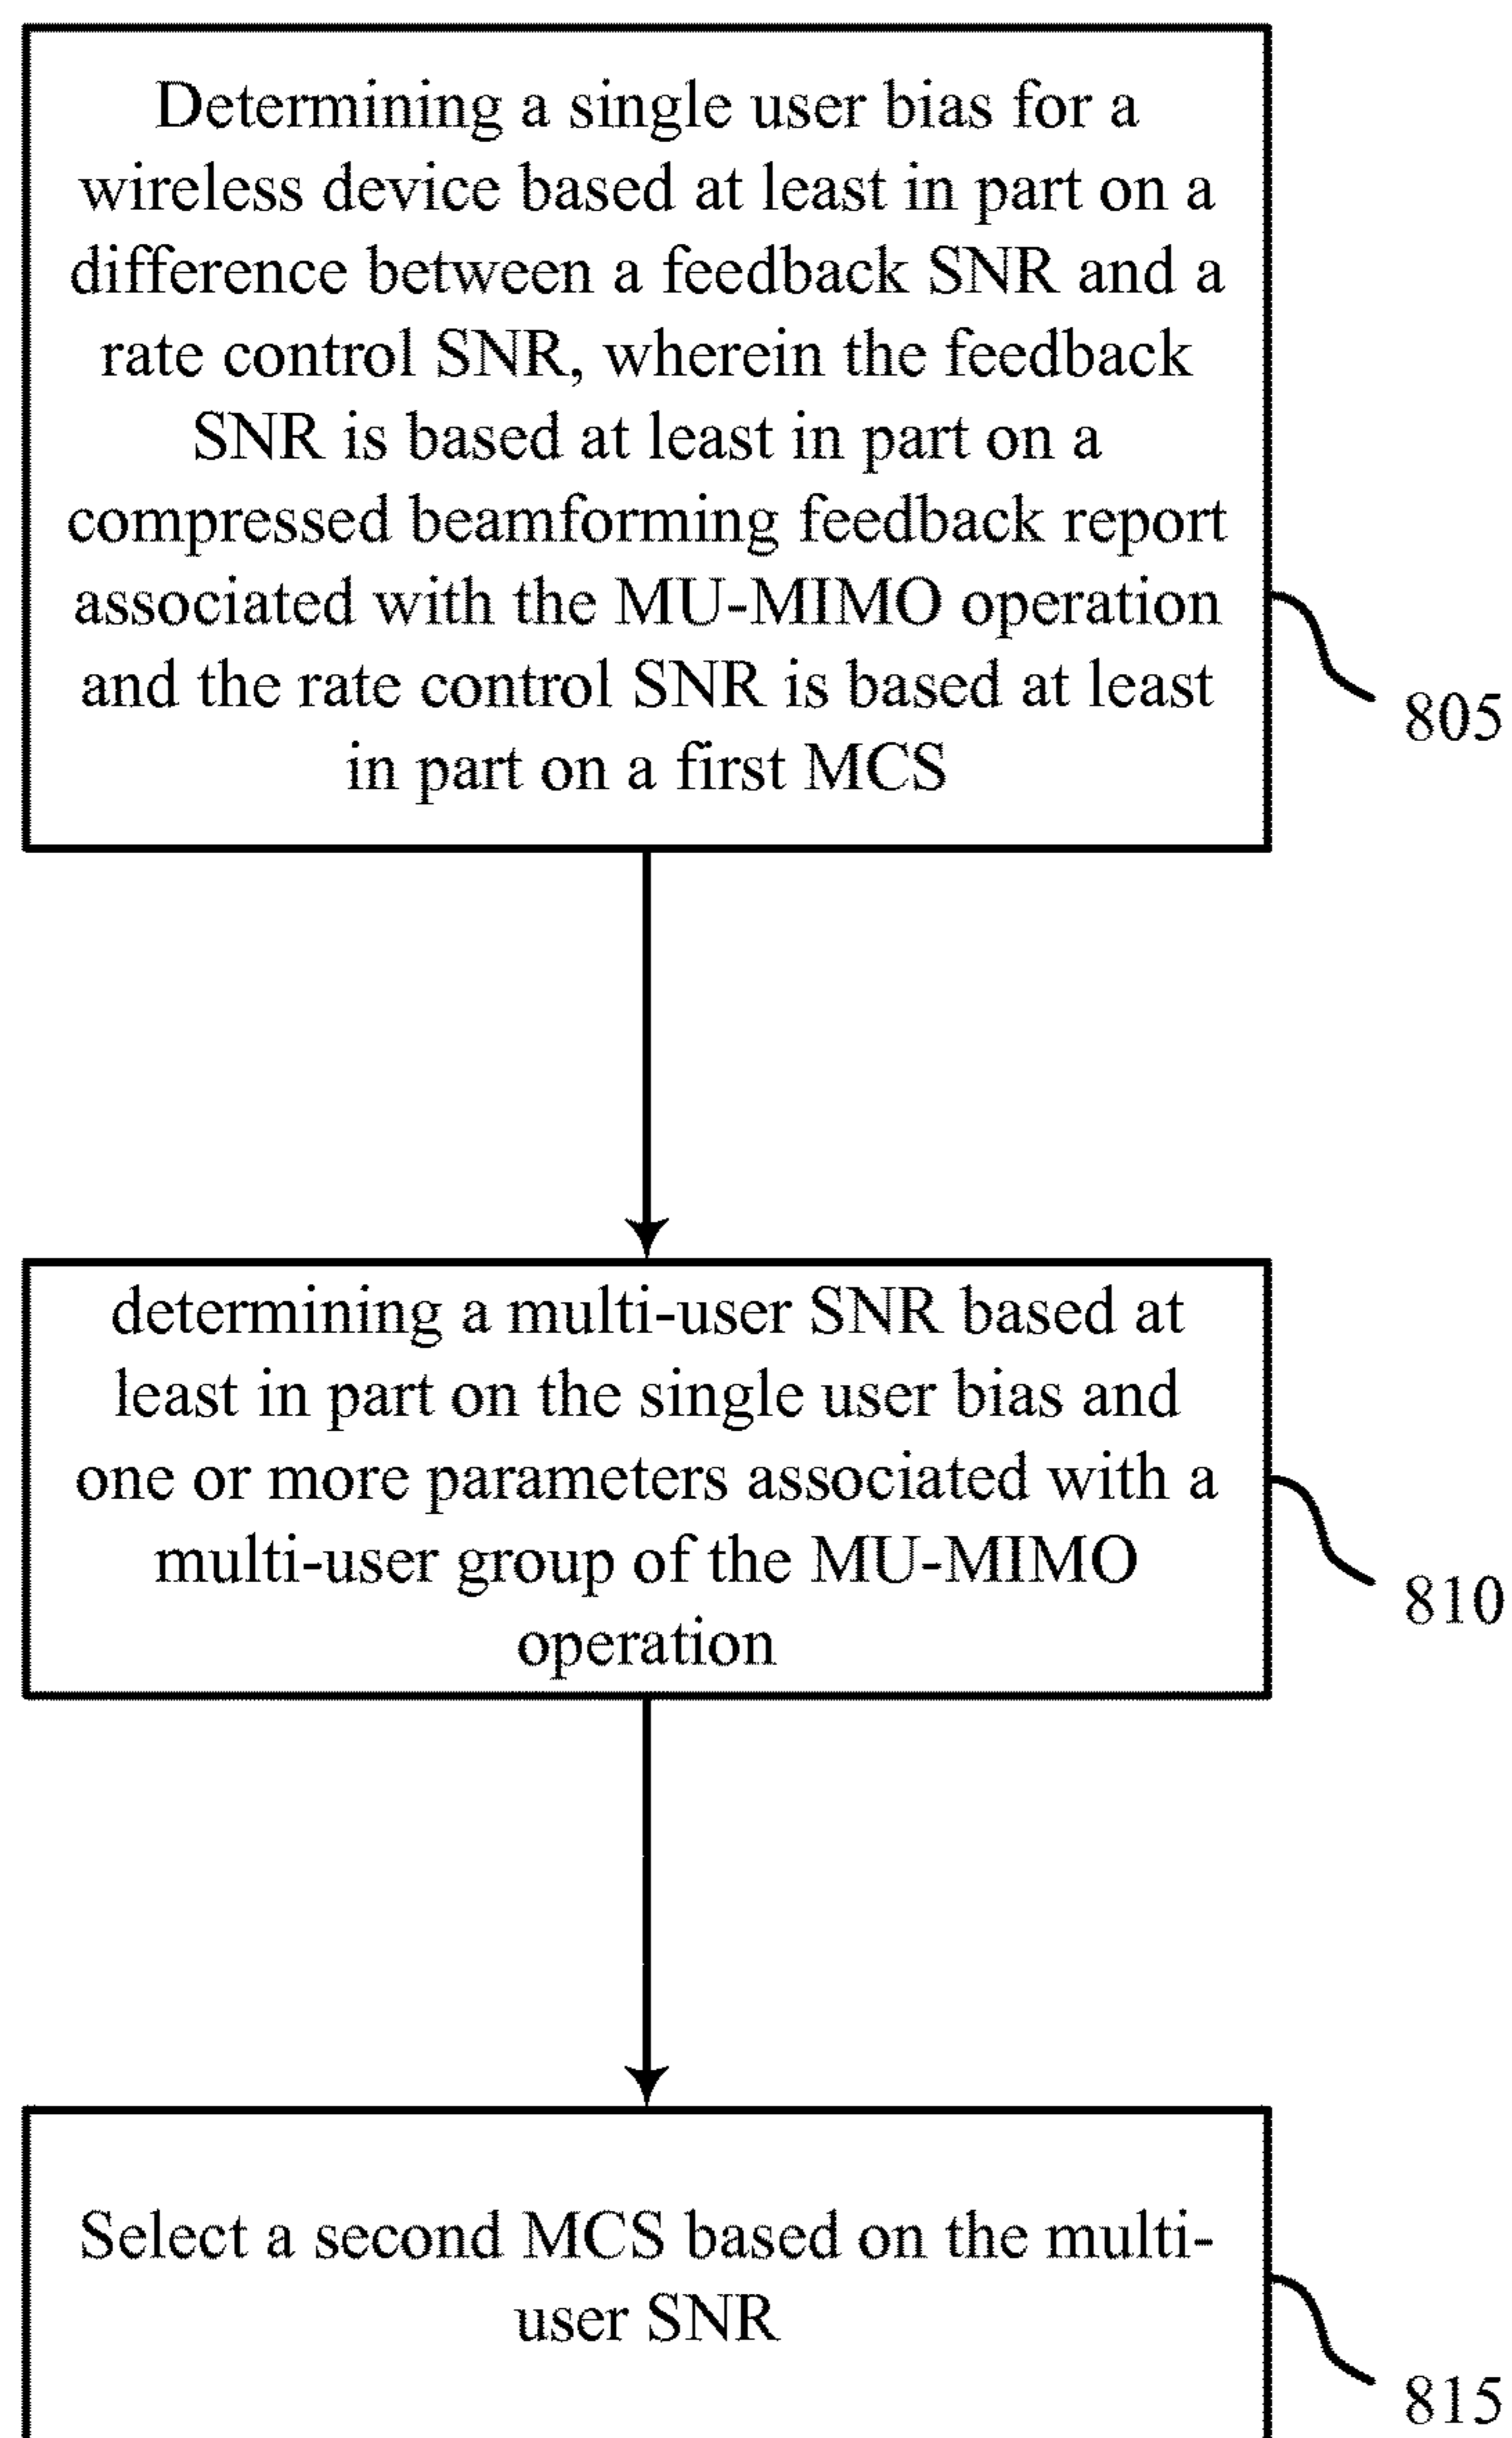 Determining a single user bias for a
wireless device based at least in part on a
difference between a feedback SNR and a
rate control SNR, wherein the feedback
SNR is based at least in part on a
compressed beamforming feedback report
associated with the MU-MIMO operation
and the rate control SNR is based at least
in part on a first MCS
805
determining a multi-user SNR based at
least in part on the single user bias and
one or more parameters associated with a
multi-user group of the MU-MIMO
operation
810
Select a second MCS based on the multi-
user SNR
815